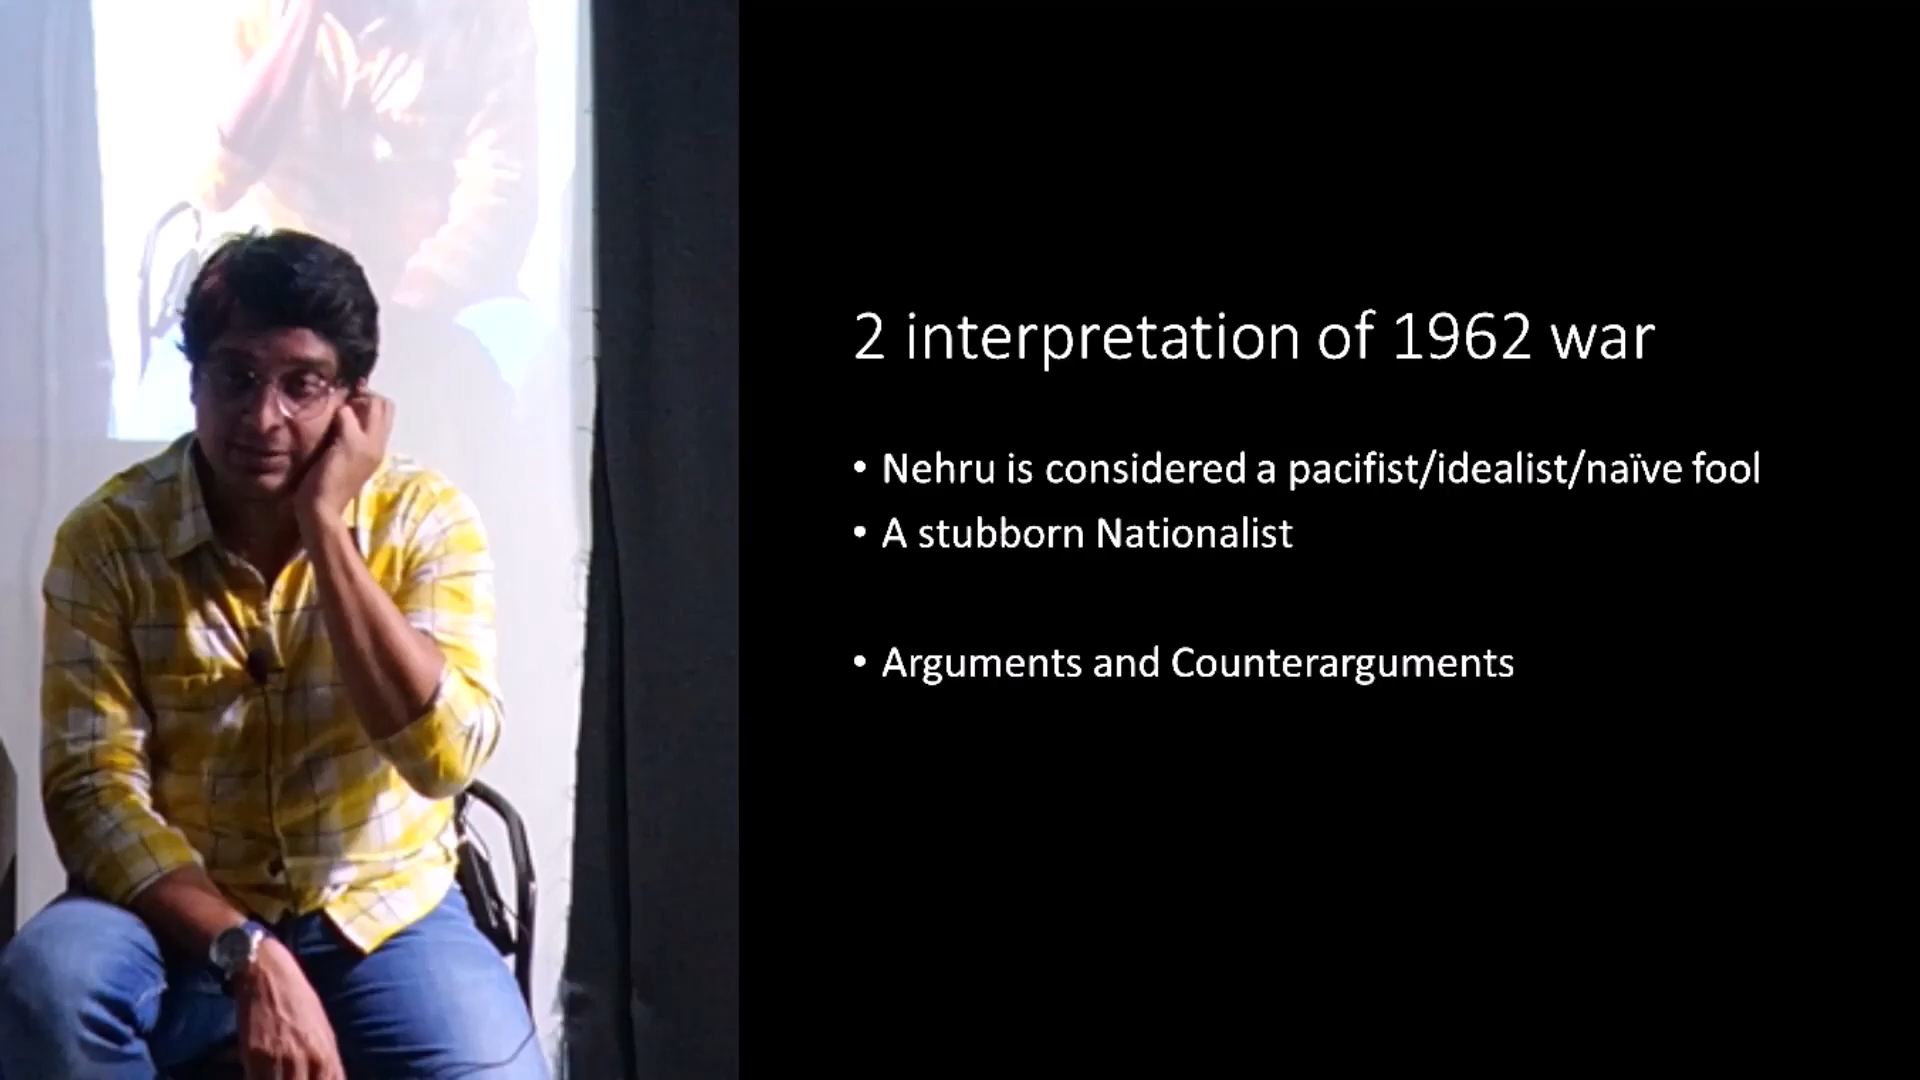 2 interpretation of 1962 war
• Nehru is considered a pacifist/idealist/naïve fool
• A stubborn Nationalist
• Arguments and Counterarguments